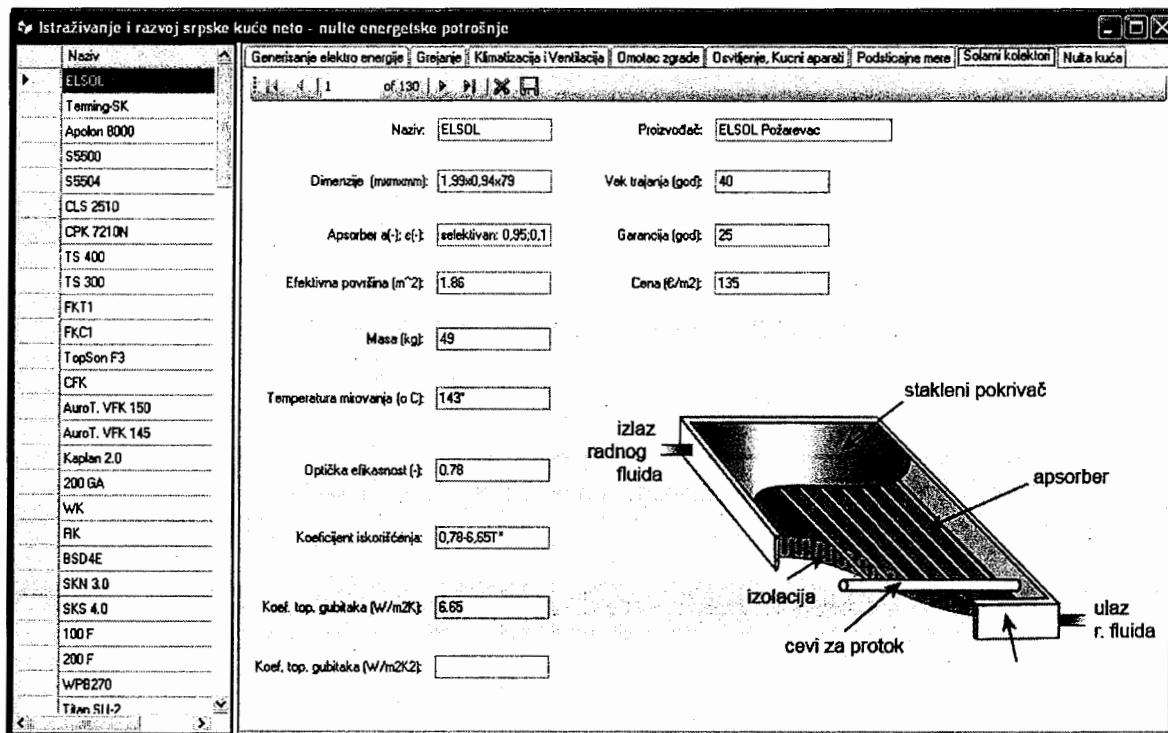 Istraživanje i razvoj srpske kuće neto - nulte energetske potrošnje
Naziv
ELSOL
Terming-SK
Apolon 8000
S5500
S5504
CLS 2510
CPK 7210N
TS 400
TS 300
FKT1
FKC1
TopSon F3
CFK
AuroT. VFK 150
AuroT. VFK 145
Kaplan 2.0
200 GA
WK
RK
BSD4E
SKN 3.0
SKS 4.0
100 F
200 F
WPB270
Titan SU-2
Generisanje elektro energije Grejanje Klimatizacija i Ventilacija Omotac zgrade Osvtljenje, Kucni aparati Podsticajne mere Solarni kolektori Nulta kuća
1 of 130
Naziv: ELSOL Proizvođač: ELSOL Požarevac
Dimenzije (mxmxmm): 1,99x0,94x79 Vek trajanja (god): 40
Apsorber a(-); e(-): selektivan: 0,95;0,1 Garancija (god): 25
Efektivna površina (m^2): 1.86 Cena (€/m2): 135
Masa (kg): 49
Temperatura mirovanja (o C): 143"
Optička efikasnost (-): 0.78
Koeficijent iskorišćenja: 0,78-6,65T*
Koef. top. gubitaka (W/m2K): 6.65
Koef. top. gubitaka (W/m2K2):
stakleni pokrivač
izlaz
radnog
fluida
apsorber
izolacija
cevi za protok
ulaz
r. fluida